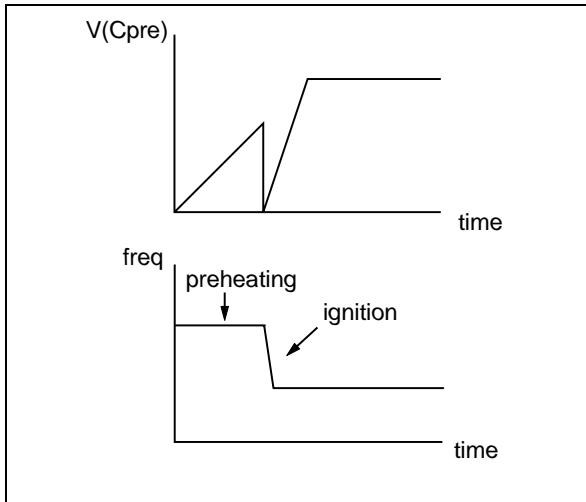 V(Cpre)
time
freq
preheating
ignition
time